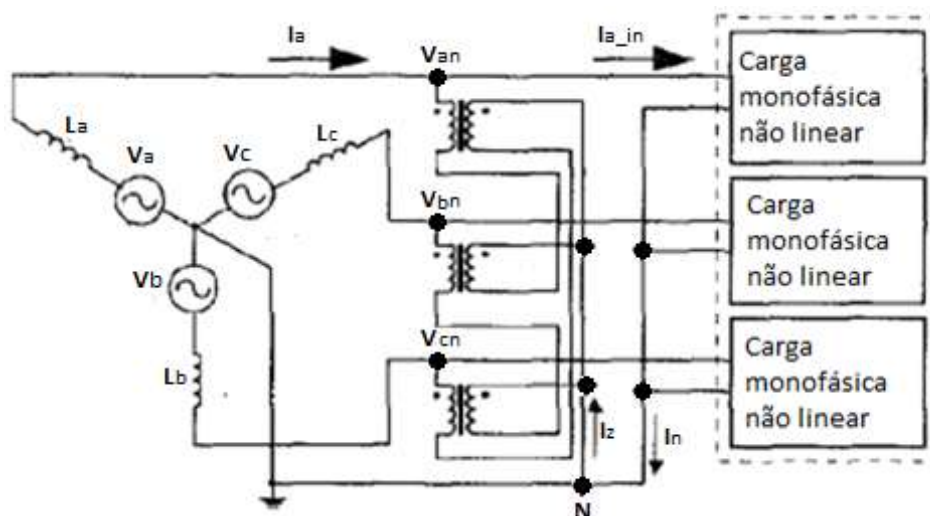 Ia
Van
Ia_in
Carga
monofásica
não linear
La
Va
Vc
Lc
Vbn
Carga
monofásica
não linear
Vb
Lb
Vcn
Carga
monofásica
não linear
Iz
In
N